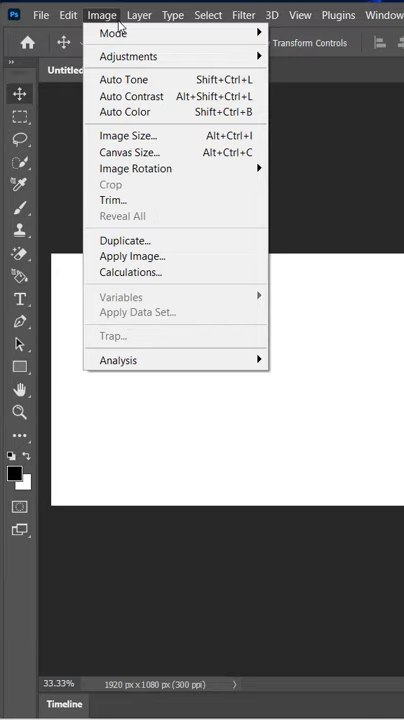 Ps File Edit Image Layer Type Select Filter 3D View Plugins Window
Transform Controls
Untitled
Mode
Adjustments
Auto Tone Shift+Ctrl+L
Auto Contrast Alt+Shift+Ctrl+L
Auto Color Shift+Ctrl+B
Image Size... Alt+Ctrl+I
Canvas Size... Alt+Ctrl+C
Image Rotation
Crop
Trim...
Reveal All
Duplicate...
Apply Image...
Calculations...
Variables
Apply Data Set...
Trap...
Analysis
T
33.33% 1920 px x 1080 px (300 ppi)
Timeline